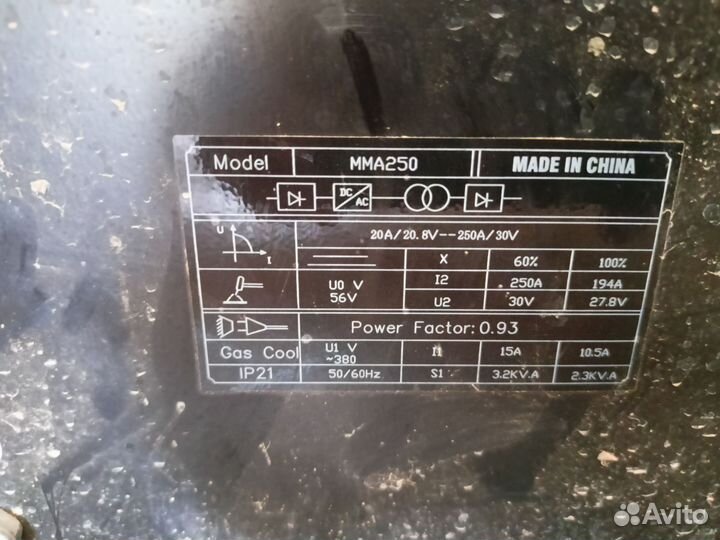 Model MMA250 MADE IN CHINA
DC
AC
U
I
20A/20.8V--250A/30V
X 60% 100%
U0 V
56V
I2 250A 194A
U2 30V 27.8V
Power Factor: 0.93
Gas Cool U1 V
~380
I1 15A 10.5A
IP21 50/60Hz S1 3.2KV.A 2.3KV.A
Avito